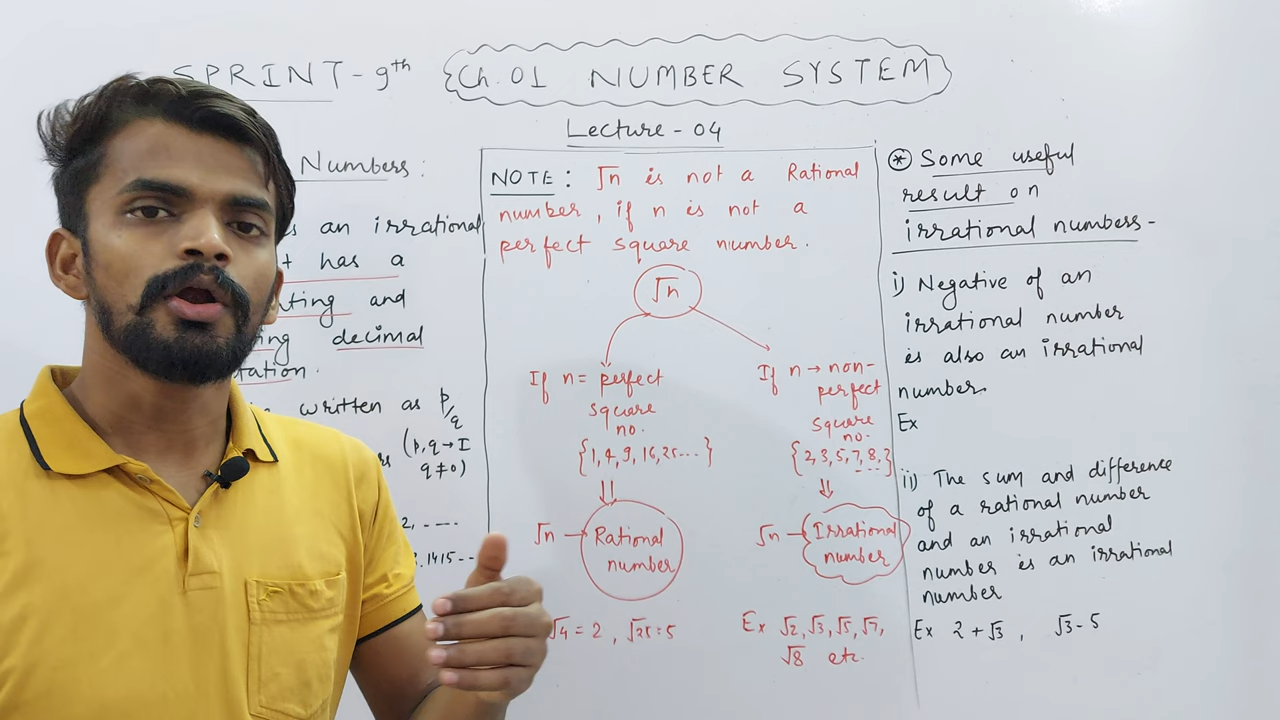 SPRINT - 9th
Ch. 01 NUMBER SYSTEM
Lecture - 04
Numbers :
an irrational
has a
and
decimal
written as p/q
(p,q→I
q≠0)
2, -----
3.1415---
NOTE : √n is not a Rational
number, if n is not a
perfect square number.
√n
If n = perfect
square
no.
{1,4,9,16,25...}
√n → Rational
number
√4 = 2, √25 = 5
If n → non-
perfect
square
no.
{2,3,5,7,8,
---}
√n → Irrational
number
Ex √2, √3, √5, √7,
√8 etc.
* Some useful
result on
irrational numbers -
i) Negative of an
irrational number
is also an irrational
number.
Ex
ii) The sum and difference
of a rational number
and an irrational
number is an irrational
number
Ex 2 + √3 , √3 - 5